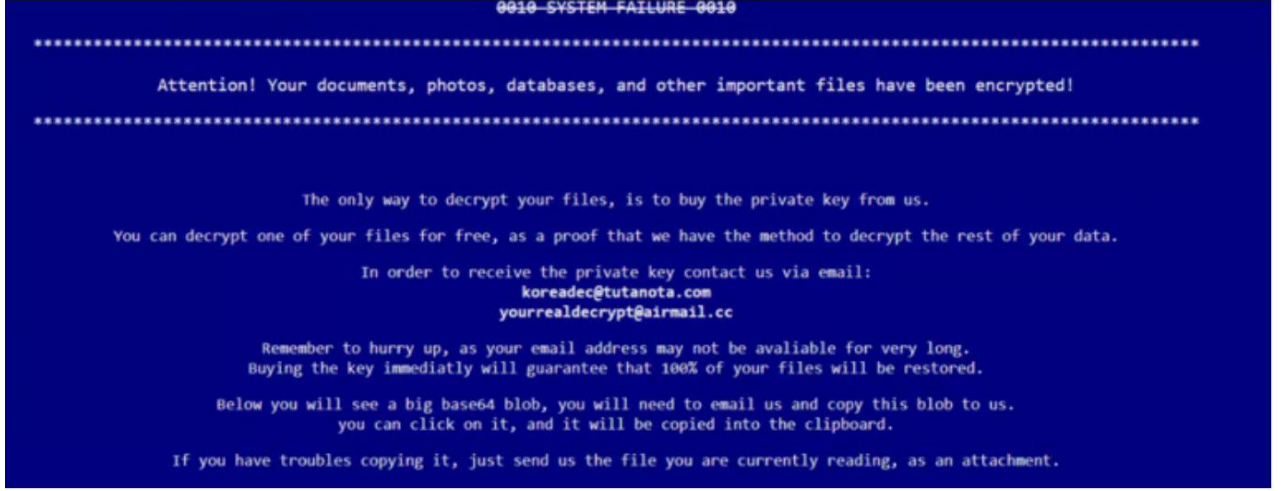 0010 SYSTEM FAILURE 0010
*********************************************************************************************************************
Attention! Your documents, photos, databases, and other important files have been encrypted!
*********************************************************************************************************************
The only way to decrypt your files, is to buy the private key from us.
You can decrypt one of your files for free, as a proof that we have the method to decrypt the rest of your data.
In order to receive the private key contact us via email:
koreadec@tutanota.com
yourrealdecrypt@airmail.cc
Remember to hurry up, as your email address may not be avaliable for very long.
Buying the key immediatly will guarantee that 100% of your files will be restored.
Below you will see a big base64 blob, you will need to email us and copy this blob to us.
you can click on it, and it will be copied into the clipboard.
If you have troubles copying it, just send us the file you are currently reading, as an attachment.